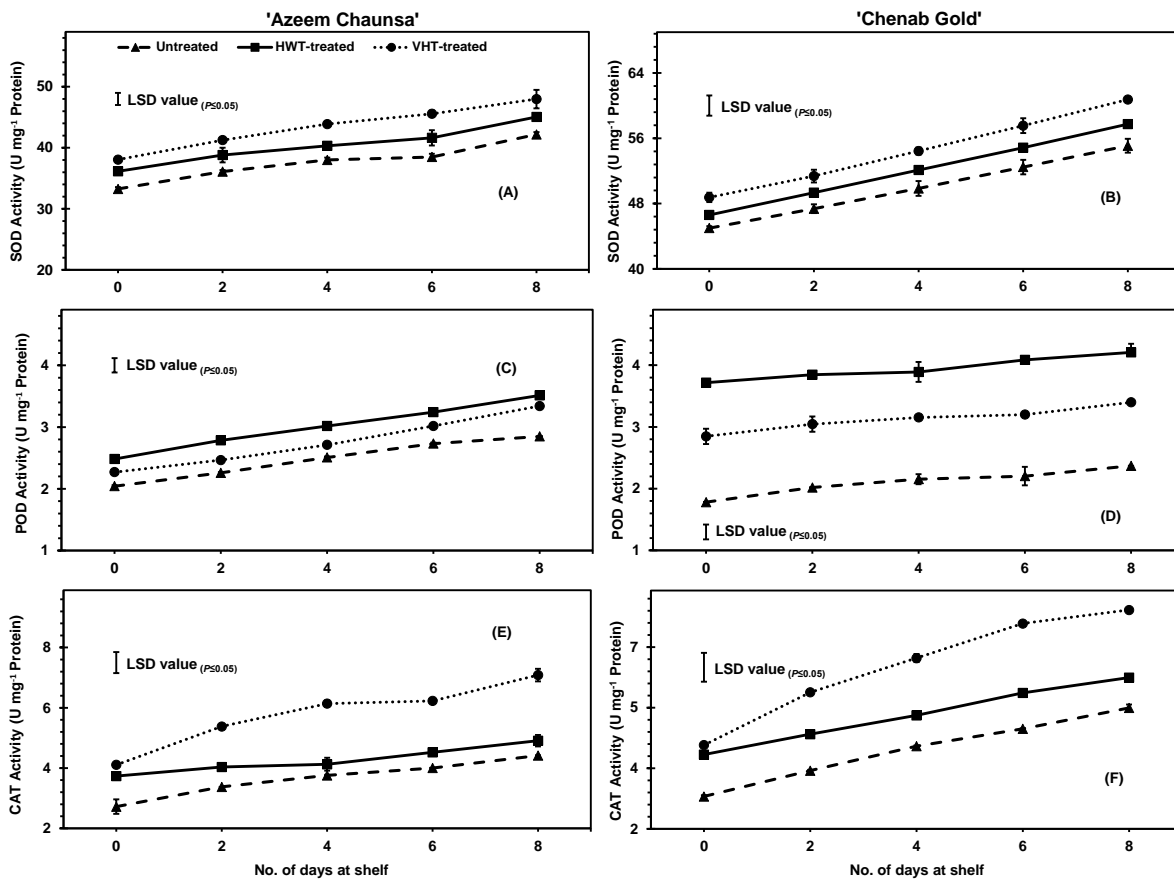 'Azeem Chaunsa'
'Chenab Gold'
Untreated HWT-treated VHT-treated
SOD Activity (U mg⁻¹ Protein)
50
40
30
20
LSD value (P≤0.05)
(A)
0 2 4 6 8
SOD Activity (U mg⁻¹ Protein)
64
56
48
40
LSD value (P≤0.05)
(B)
0 2 4 6 8
POD Activity (U mg⁻¹ Protein)
4
3
2
1
LSD value (P≤0.05)
(C)
0 2 4 6 8
POD Activity (U mg⁻¹ Protein)
4
3
2
1
LSD value (P≤0.05)
(D)
0 2 4 6 8
CAT Activity (U mg⁻¹ Protein)
8
6
4
2
LSD value (P≤0.05)
(E)
0 2 4 6 8
No. of days at shelf
CAT Activity (U mg⁻¹ Protein)
7
5
4
2
LSD value (P≤0.05)
(F)
0 2 4 6 8
No. of days at shelf